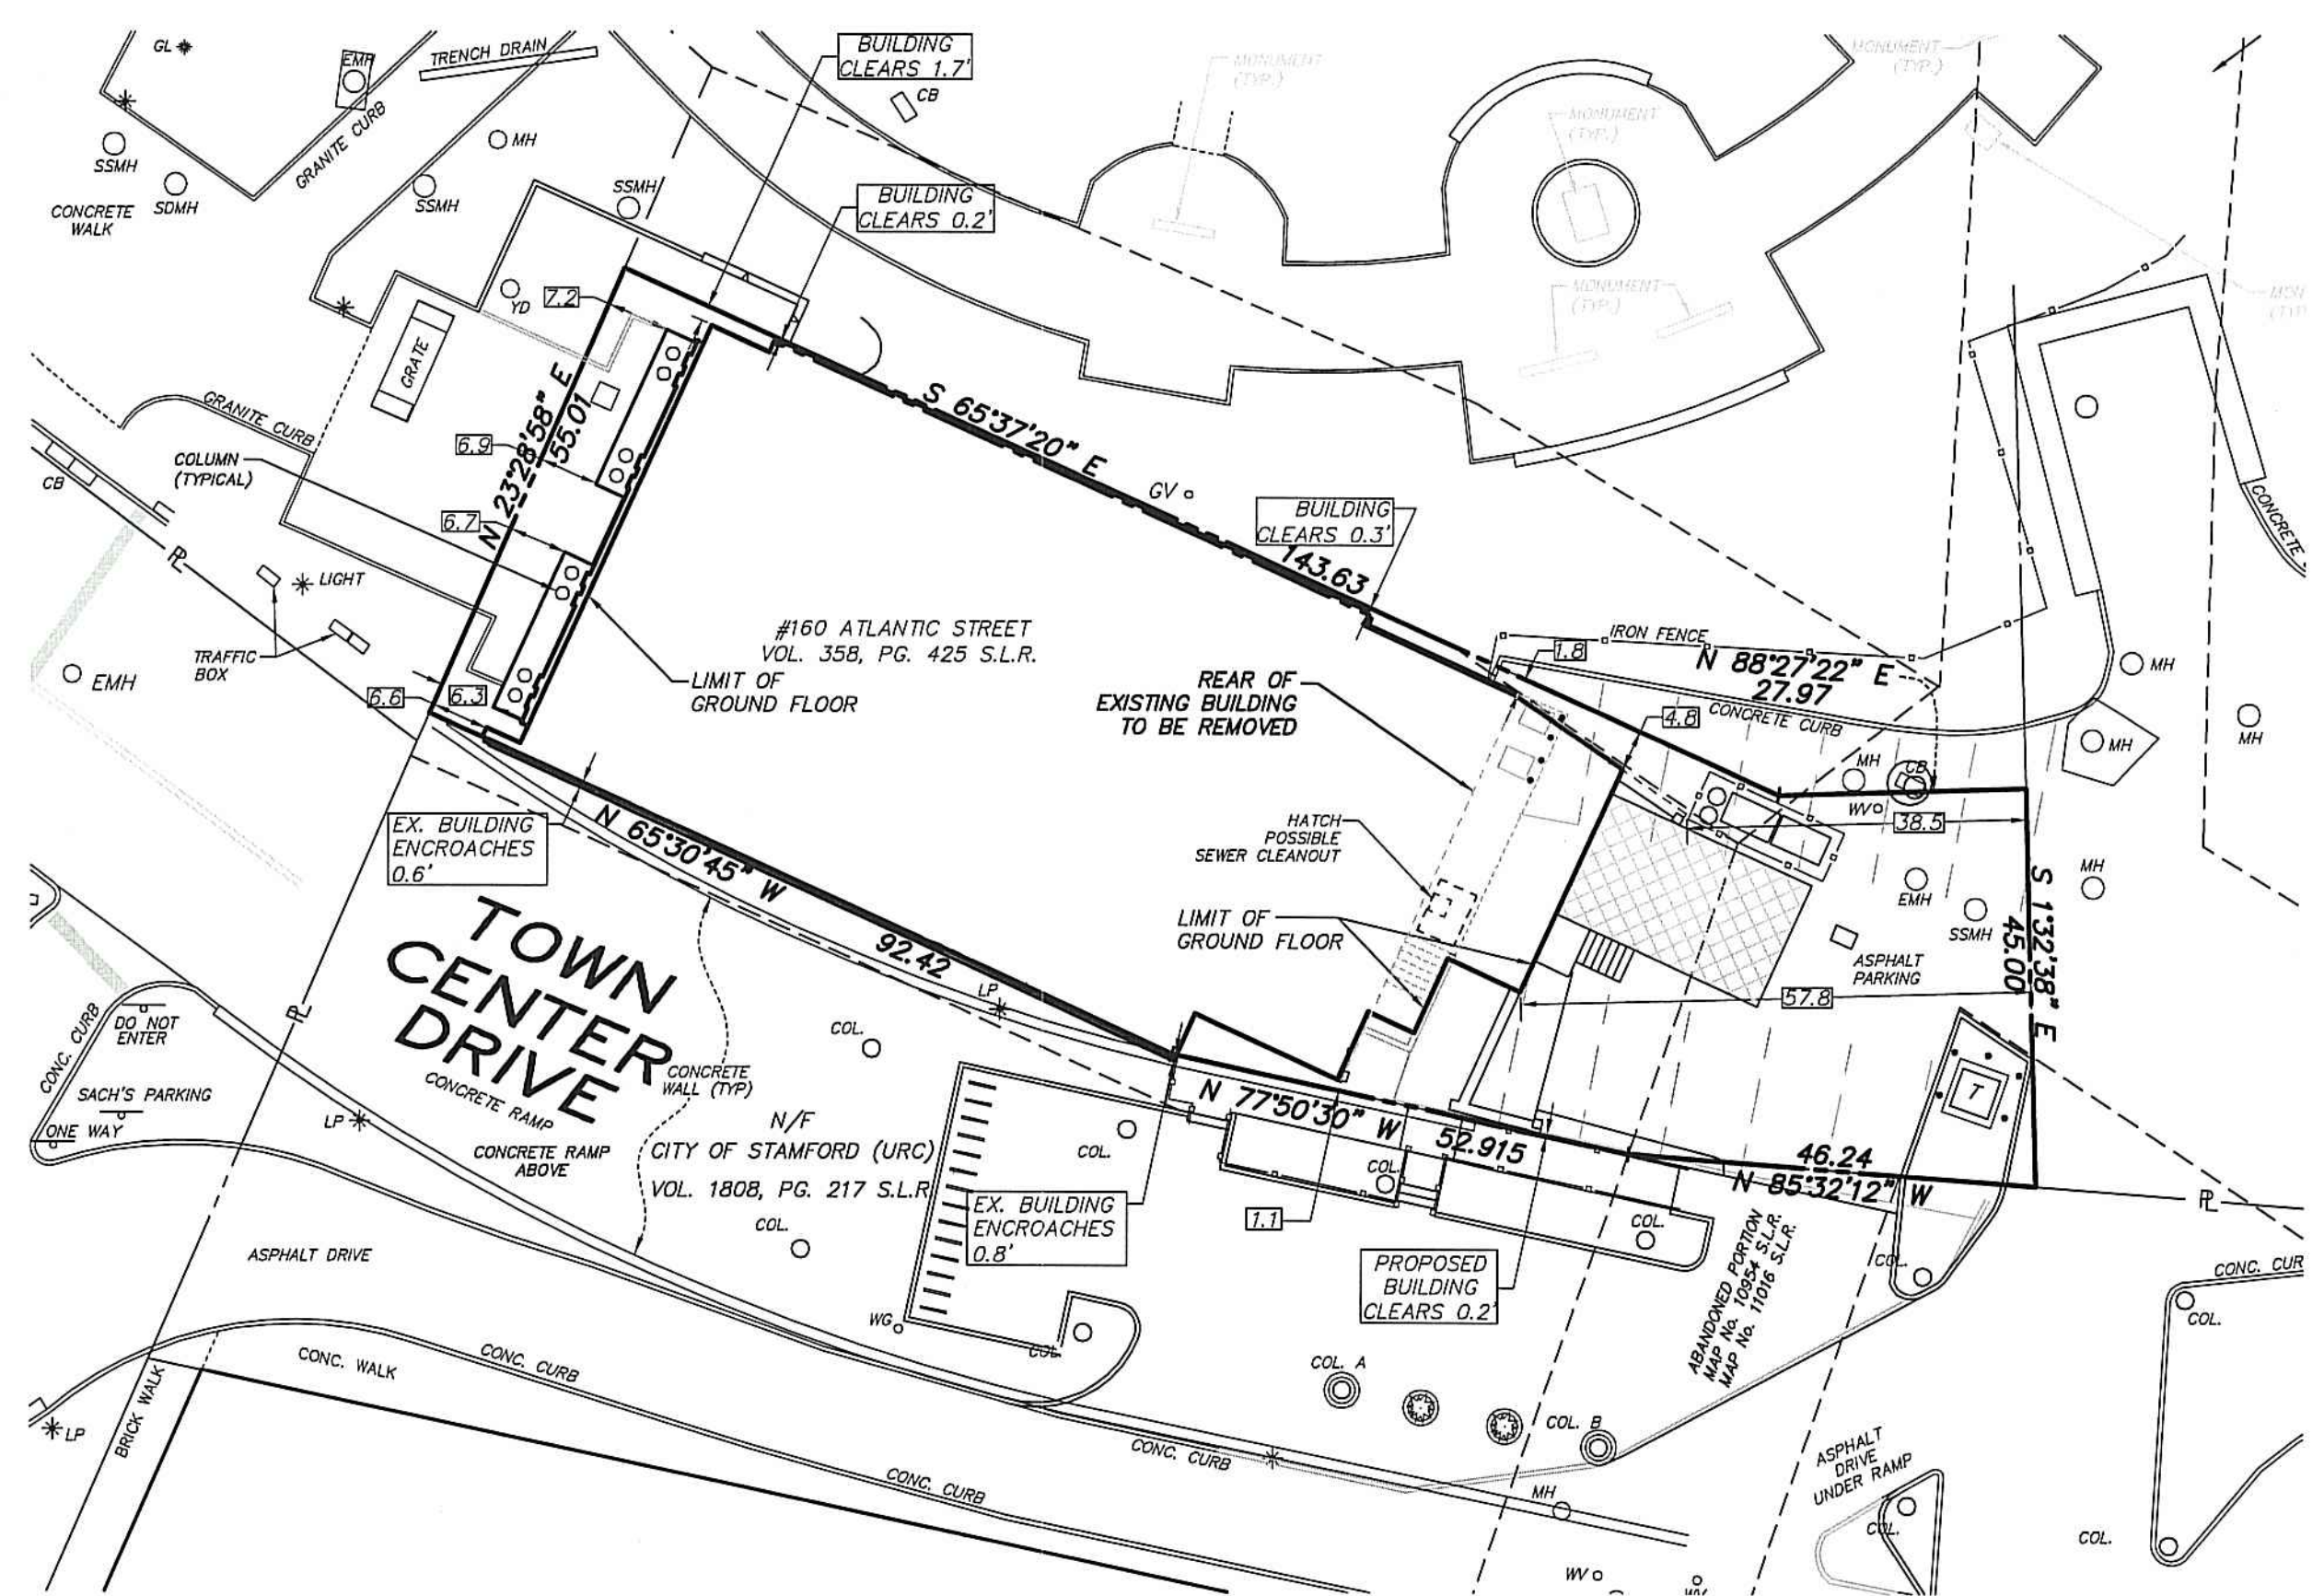 GL
EMH
TRENCH DRAIN
BUILDING
CLEARS 1.7'
CB
MONUMENT
(TYP.)
MONUMENT
(TYP.)
MONUMENT
(TYP.)
GRANITE CURB
MH
SSMH
SDMH
CONCRETE
WALK
SSMH
SSMH
BUILDING
CLEARS 0.2'
MONUMENT
(TYP.)
YD
7.2
GRATE
N 23°28'58" E
55.01
GRANITE CURB
6.9
COLUMN
(TYPICAL)
CB
6.7
S 65°37'20" E
143.63
GV
BUILDING
CLEARS 0.3'
CONCRETE
PL
LIGHT
TRAFFIC
BOX
EMH
#160 ATLANTIC STREET
VOL. 358, PG. 425 S.L.R.
LIMIT OF
GROUND FLOOR
6.6
6.3
REAR OF
EXISTING BUILDING
TO BE REMOVED
IRON FENCE
1.8
N 88°27'22" E
27.97
4.8
CONCRETE CURB
MH
MH
MH
MH
CB
WV
38.5
EX. BUILDING
ENCROACHES
0.6'
N 65°30'45" W
92.42
HATCH
POSSIBLE
SEWER CLEANOUT
LIMIT OF
GROUND FLOOR
EMH
SSMH
MH
S 1°32'38" E
45.00
ASPHALT
PARKING
57.8
TOWN
CENTER
DRIVE
PL
LP
COL.
CONC. CURB
DO NOT
ENTER
SACH'S PARKING
ONE WAY
LP
CONCRETE RAMP
CONCRETE
WALL (TYP)
CONCRETE RAMP
ABOVE
N/F
CITY OF STAMFORD (URC)
VOL. 1808, PG. 217 S.L.R
COL.
COL.
N 77°50'30" W
52.915
T
COL.
46.24
N 85°32'12" W
PL
EX. BUILDING
ENCROACHES
0.8'
1.1
COL.
ASPHALT DRIVE
PROPOSED
BUILDING
CLEARS 0.2'
ABANDONED PORTION
MAP No. 10954 S.L.R.
MAP No. 11016 S.L.R.
COL.
CONC. CUR
COL.
WG
COL.
CONC. WALK
CONC. CURB
BRICK WALK
LP
COL. A
COL. B
CONC. CURB
CONC. CURB
MH
ASPHALT
DRIVE
UNDER RAMP
COL.
COL.
WV
WV